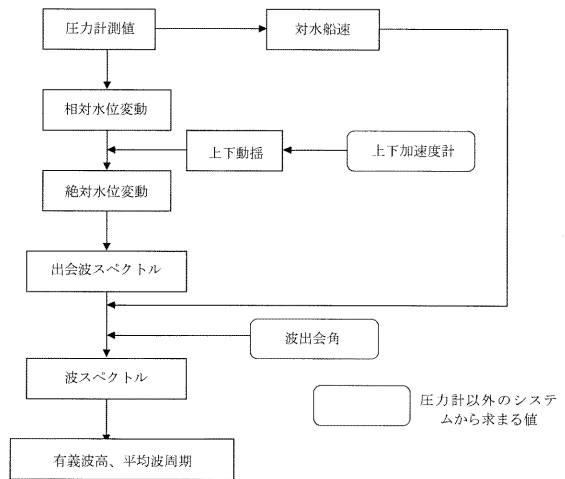 圧力計測値
対水船速
相対水位変動
上下動揺
上下加速度計
絶対水位変動
出会波スペクトル
波出会角
波スペクトル
圧力計以外のシステ
ムから求まる値
有義波高、平均波周期